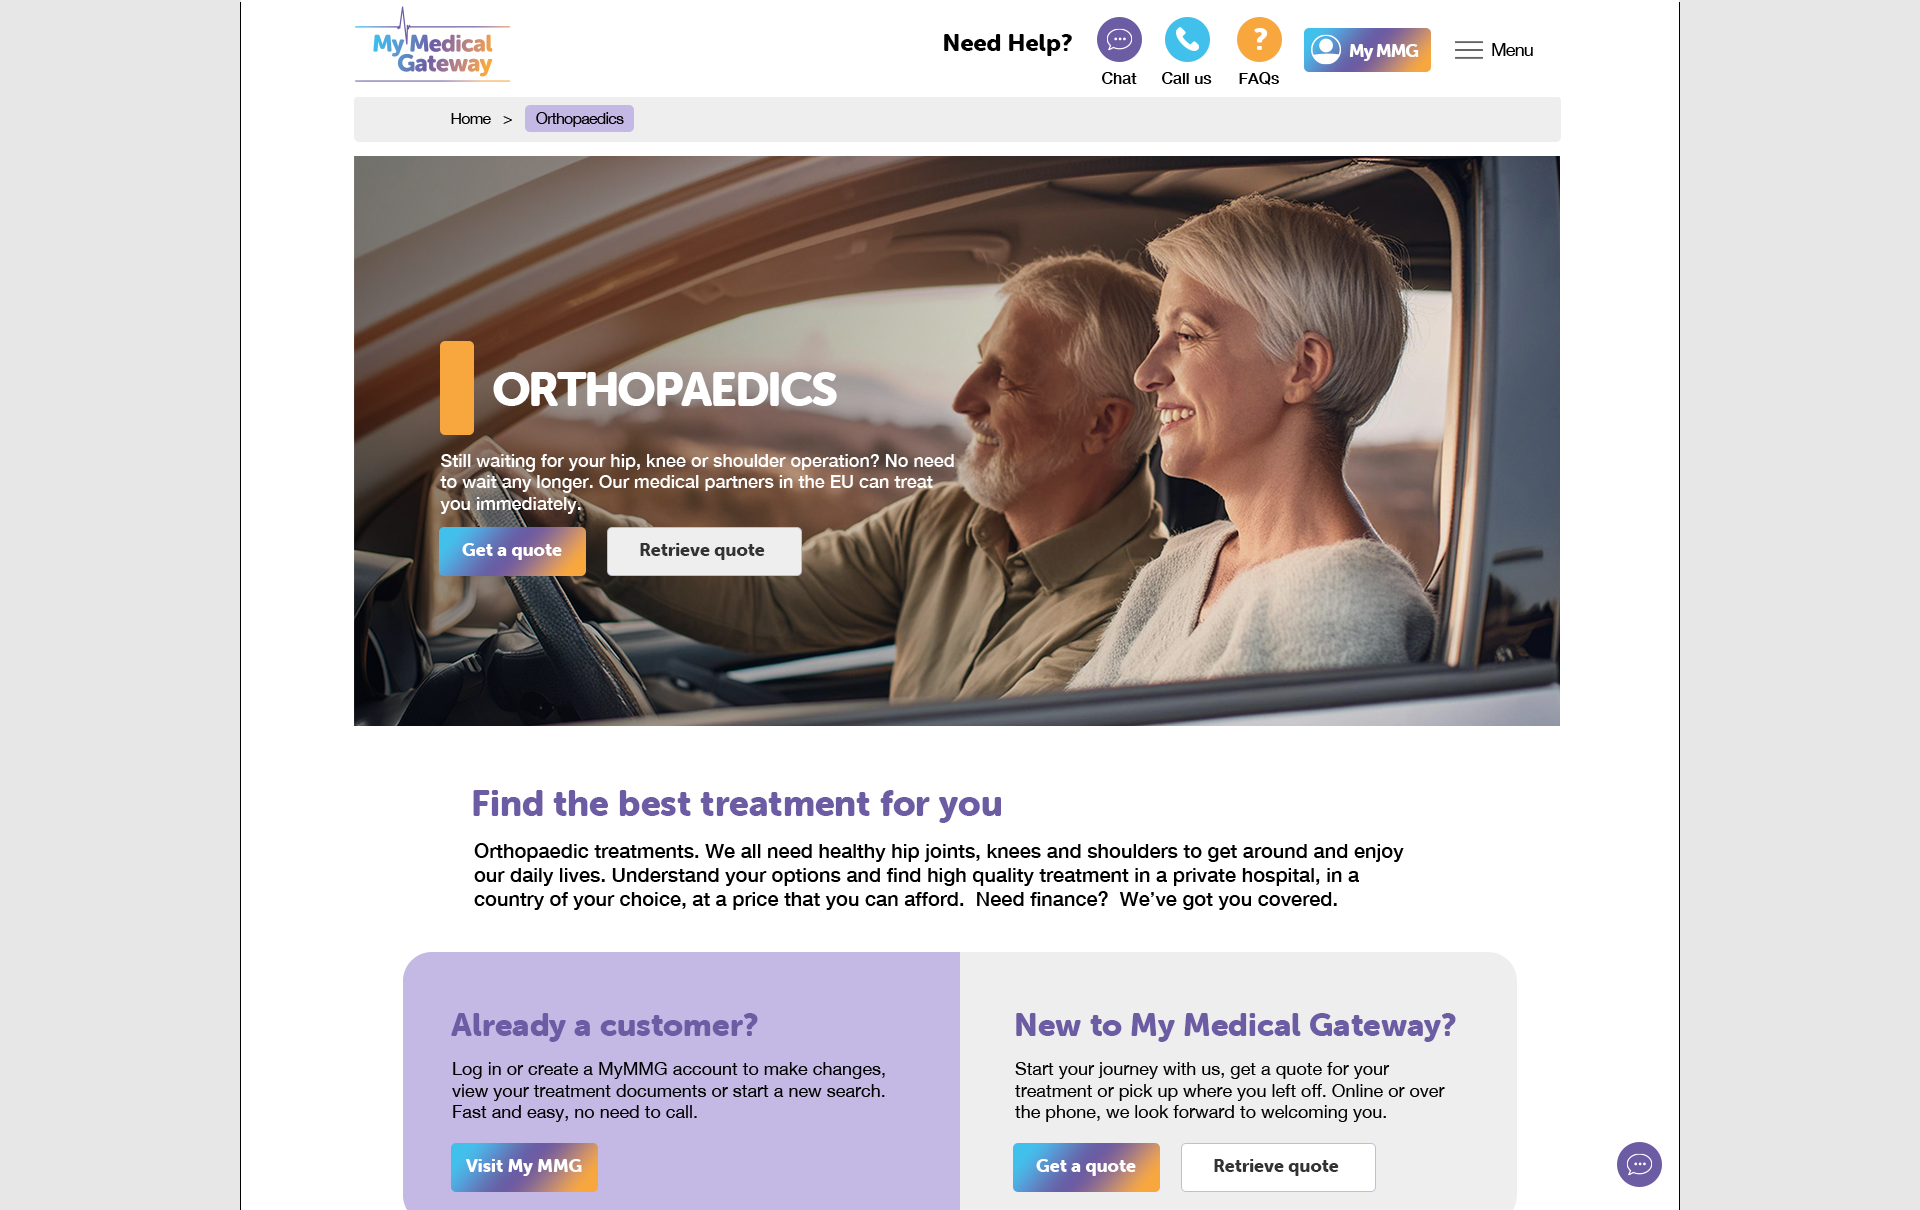 My Medical
Gateway
Need Help?
Chat
Call us
?
FAQs
My MMG
Menu
Home > Orthopaedics
ORTHOPAEDICS
Still waiting for your hip, knee or shoulder operation? No need
to wait any longer. Our medical partners in the EU can treat
you immediately.
Get a quote
Retrieve quote
Find the best treatment for you
Orthopaedic treatments. We all need healthy hip joints, knees and shoulders to get around and enjoy
our daily lives. Understand your options and find high quality treatment in a private hospital, in a
country of your choice, at a price that you can afford.  Need finance?  We’ve got you covered.
Already a customer?
Log in or create a MyMMG account to make changes,
view your treatment documents or start a new search.
Fast and easy, no need to call.
Visit My MMG
New to My Medical Gateway?
Start your journey with us, get a quote for your
treatment or pick up where you left off. Online or over
the phone, we look forward to welcoming you.
Get a quote
Retrieve quote